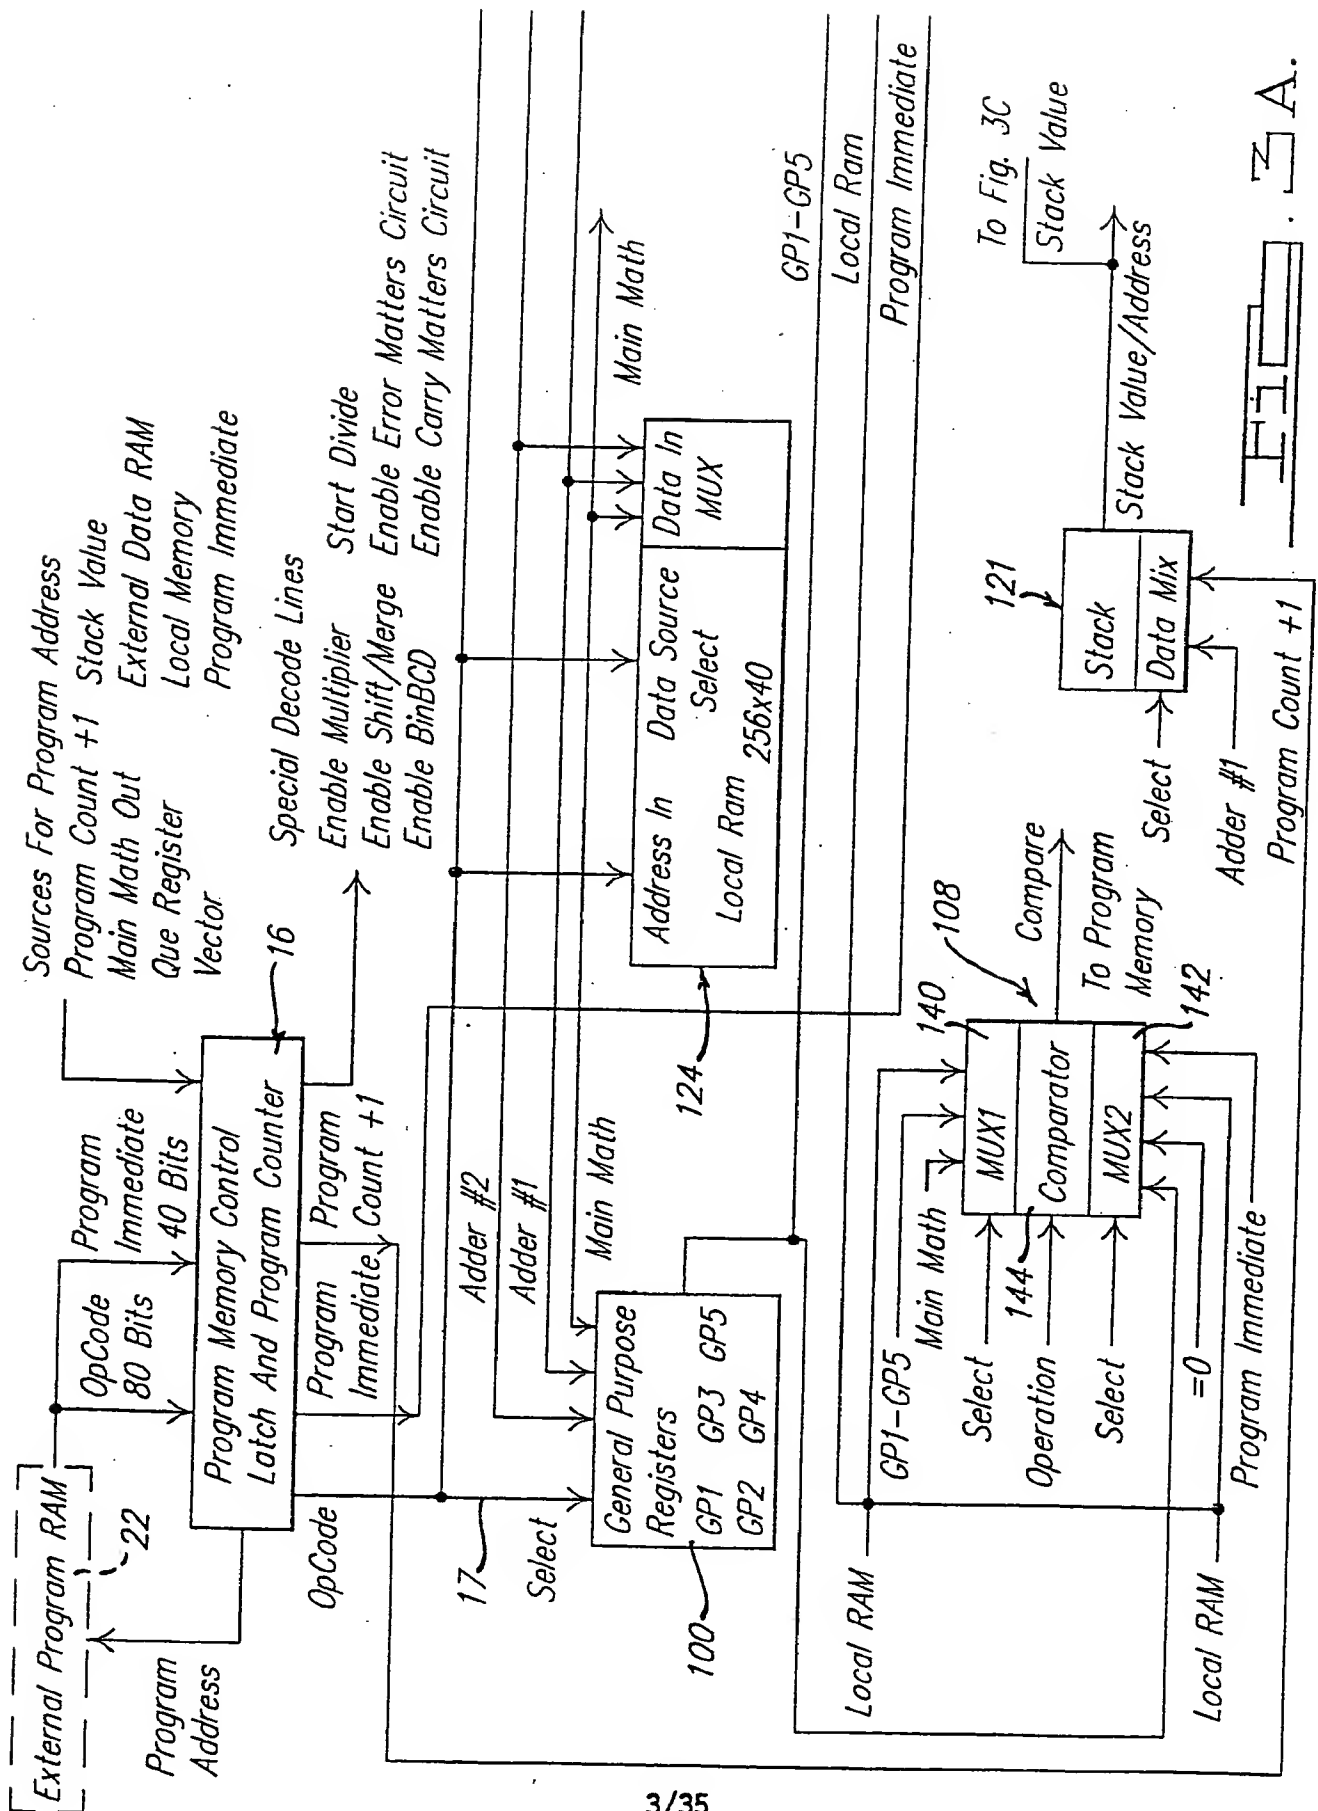 External Program RAM
22
Program
Address
OpCode
80 Bits
Program
Immediate
40 Bits
Sources For Program Address
Program Count +1 Stack Value
Main Math Out External Data RAM
Que Register Local Memory
Vector Program Immediate
16
Program Memory Control
Latch And Program Counter
OpCode
Program
Immediate
Program
Count +1
Special Decode Lines
Enable Multiplier Start Divide
Enable Shift/Merge Enable Error Matters Circuit
Enable BinBCD Enable Carry Matters Circuit
17
Select
Adder #2
Adder #1
Main Math
General Purpose
Registers
GP1 GP3 GP5
GP2 GP4
100
Address In Data Source
Select
Local Ram 256x40
Data In
MUX
124
Main Math
GP1-GP5
Local Ram
Program Immediate
Local RAM
GP1-GP5
Main Math
Select
144
Operation
Select
MUX1
Comparator
MUX2
140
108
142
Compare
To Program
Memory
=0
Local RAM
Program Immediate
121
Stack
Data Mix
Select
Adder #1
Program Count +1
Stack Value/Address
To Fig. 3C
Stack Value
Fig. 3A.
3/35